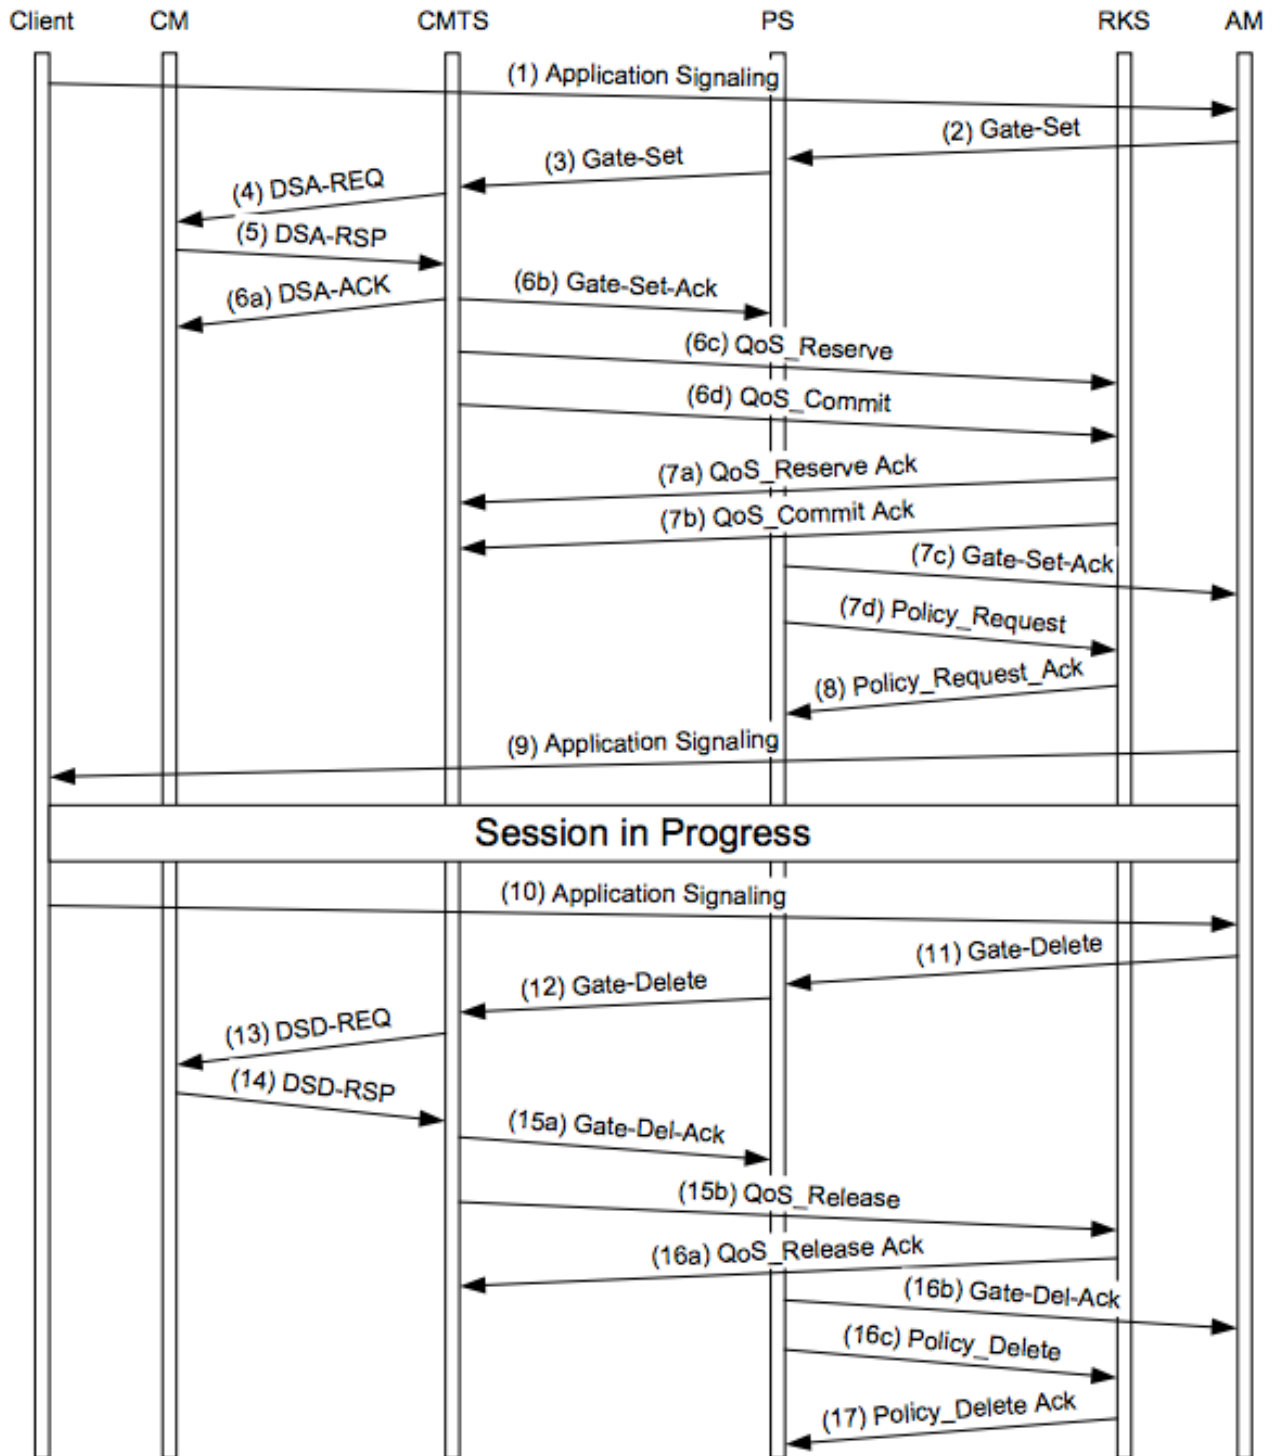 Client CM CMTS PS RKS AM
(1) Application Signaling
(2) Gate-Set
(3) Gate-Set
(4) DSA-REQ
(5) DSA-RSP
(6a) DSA-ACK
(6b) Gate-Set-Ack
(6c) QoS_Reserve
(6d) QoS_Commit
(7a) QoS_Reserve Ack
(7b) QoS_Commit Ack
(7c) Gate-Set-Ack
(7d) Policy_Request
(8) Policy_Request_Ack
(9) Application Signaling
Session in Progress
(10) Application Signaling
(11) Gate-Delete
(12) Gate-Delete
(13) DSD-REQ
(14) DSD-RSP
(15a) Gate-Del-Ack
(15b) QoS_Release
(16a) QoS_Release Ack
(16b) Gate-Del-Ack
(16c) Policy_Delete
(17) Policy_Delete Ack